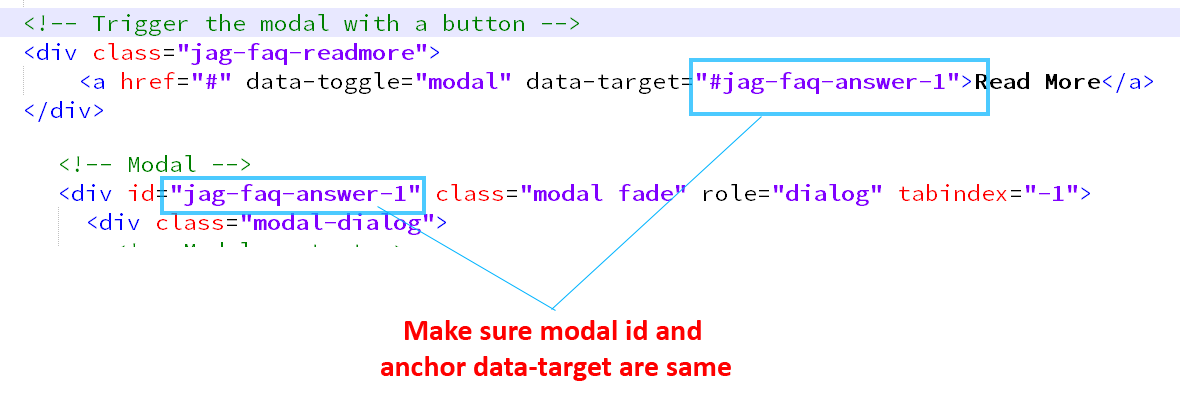 <!-- Trigger the modal with a button -->
<div class="jag-faq-readmore">
<a href="#" data-toggle="modal" data-target="#jag-faq-answer-1">Read More</a>
</div>
<!-- Modal -->
<div id="jag-faq-answer-1" class="modal fade" role="dialog" tabindex="-1">
<div class="modal-dialog">
Make sure modal id and
anchor data-target are same